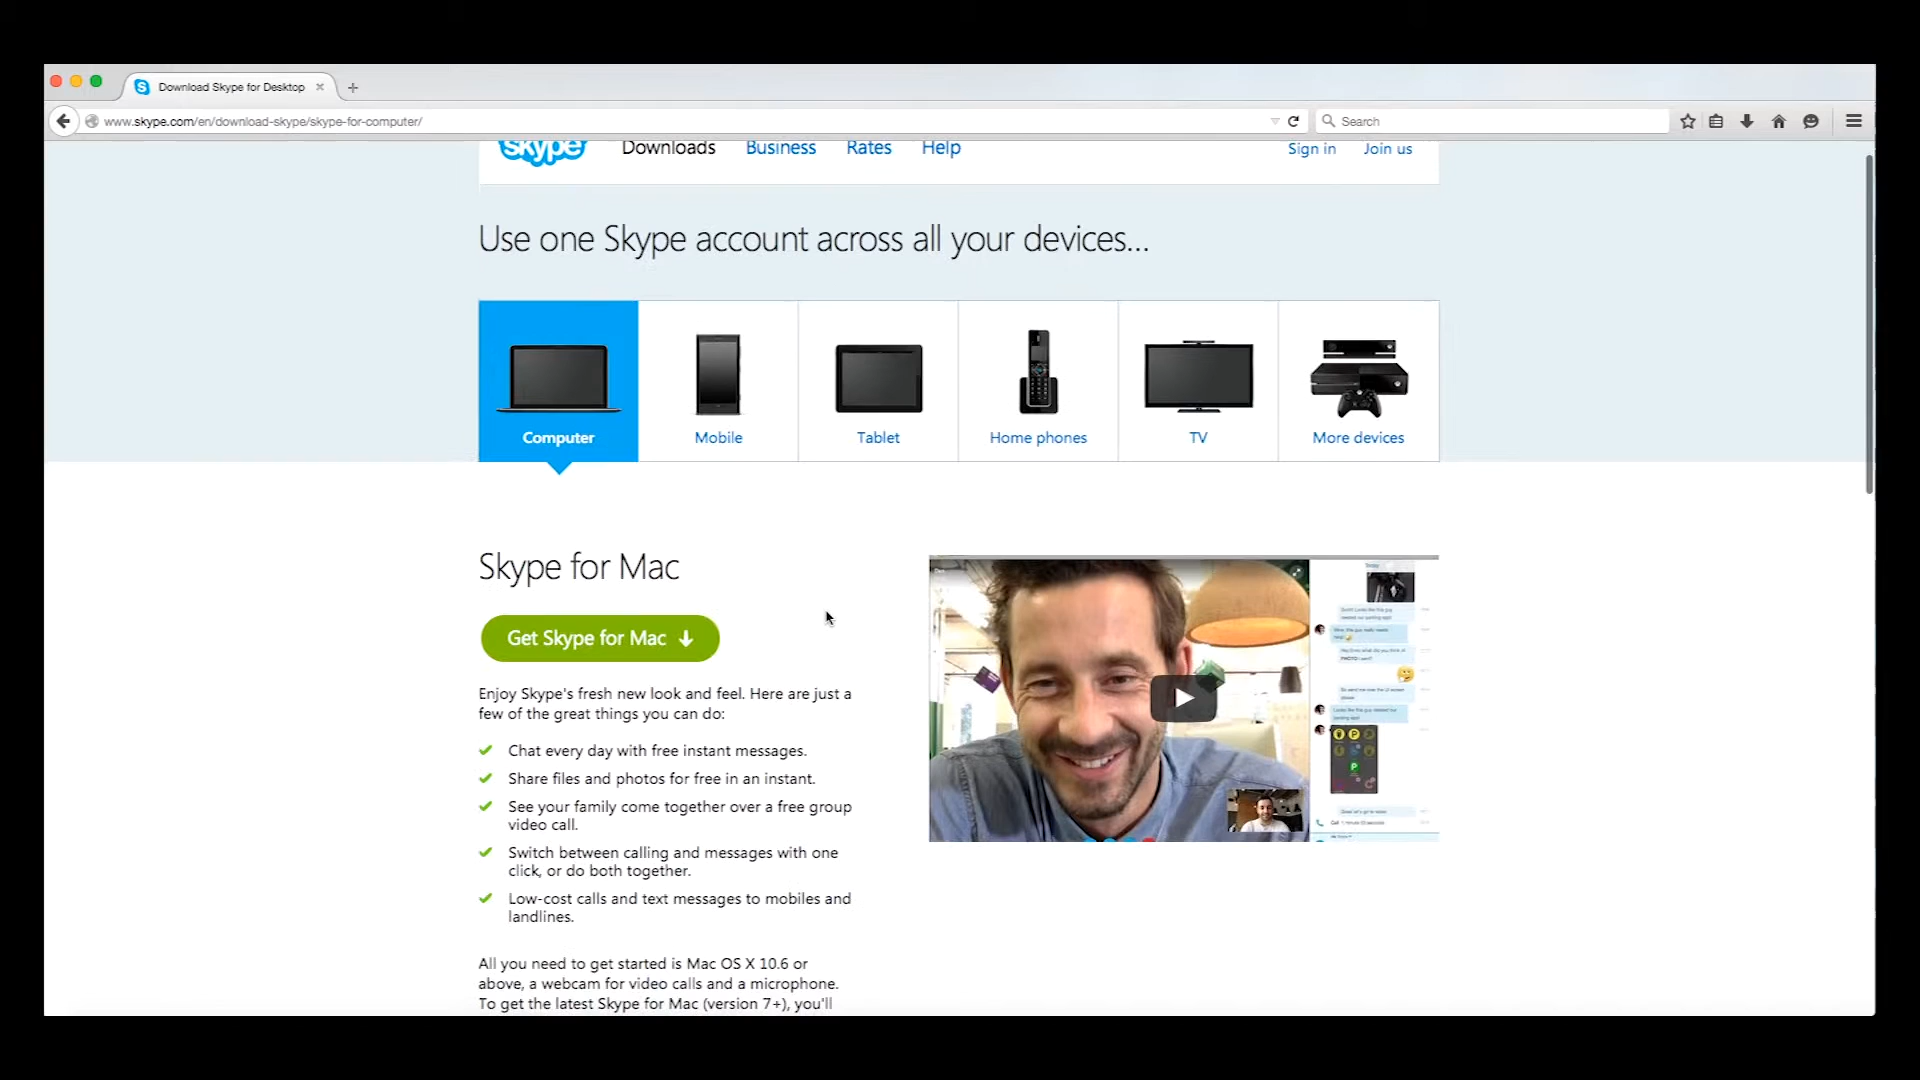 Download Skype for Desktop
www.skype.com/en/download-skype/skype-for-computer/
Search
skype
Downloads
Business
Rates
Help
Sign in
Join us
Use one Skype account across all your devices...
Computer
Mobile
Tablet
Home phones
TV
More devices
Skype for Mac
Get Skype for Mac
Enjoy Skype's fresh new look and feel. Here are just a
few of the great things you can do:
Chat every day with free instant messages.
Share files and photos for free in an instant.
See your family come together over a free group
video call.
Switch between calling and messages with one
click, or do both together.
Low-cost calls and text messages to mobiles and
landlines.
All you need to get started is Mac OS X 10.6 or
above, a webcam for video calls and a microphone.
To get the latest Skype for Mac (version 7+), you'll
Today